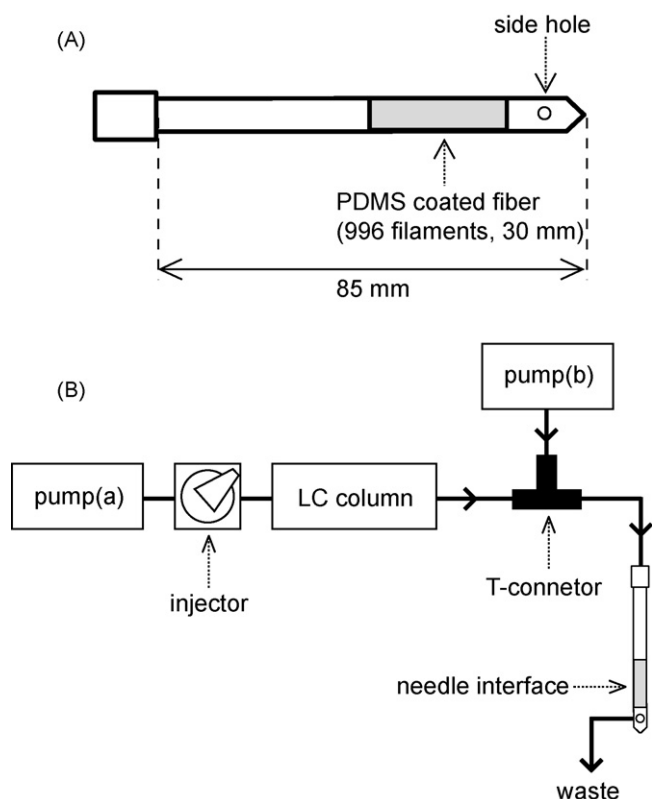 (A)
side hole
PDMS coated fiber
(996 filaments, 30 mm)
85 mm
(B)
pump(b)
pump(a)
LC column
injector
T-connetor
needle interface
waste